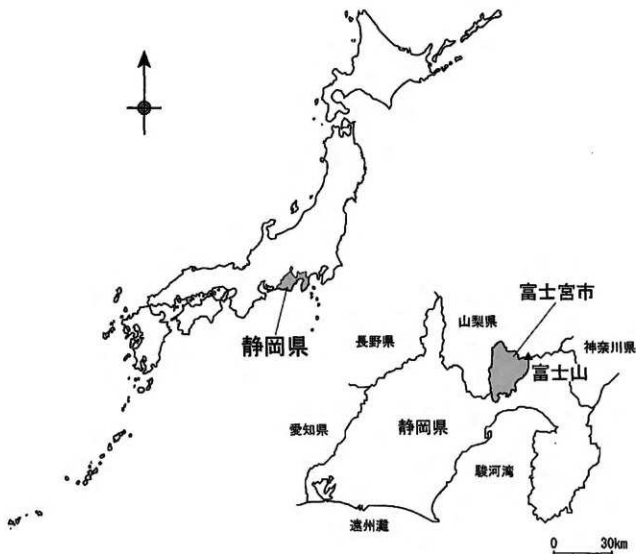 静岡県
富士宮市
山梨県
長野県
神奈川県
富士山
愛知県
静岡県
駿河湾
遠州灘
0 30km